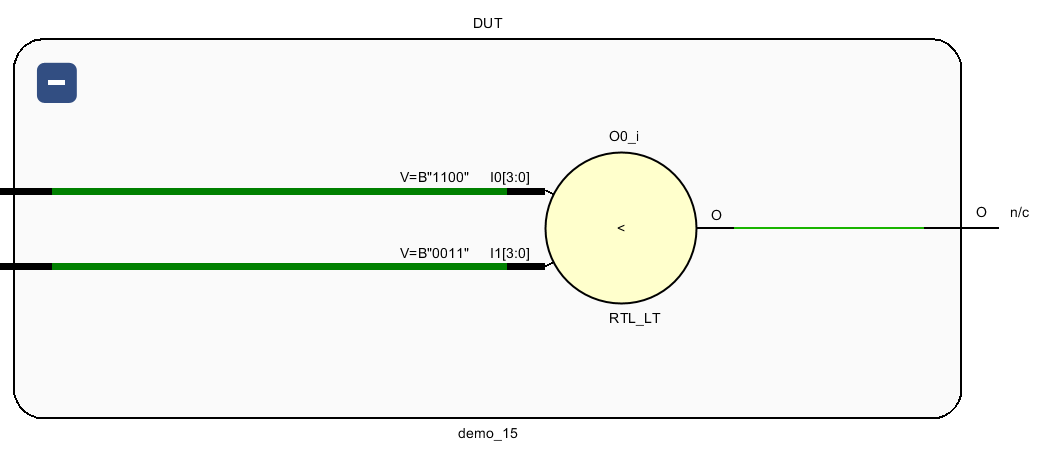 DUT
O0_i
V=B"1100" I0[3:0]
O
O n/c
<
V=B"0011" I1[3:0]
RTL_LT
demo_15